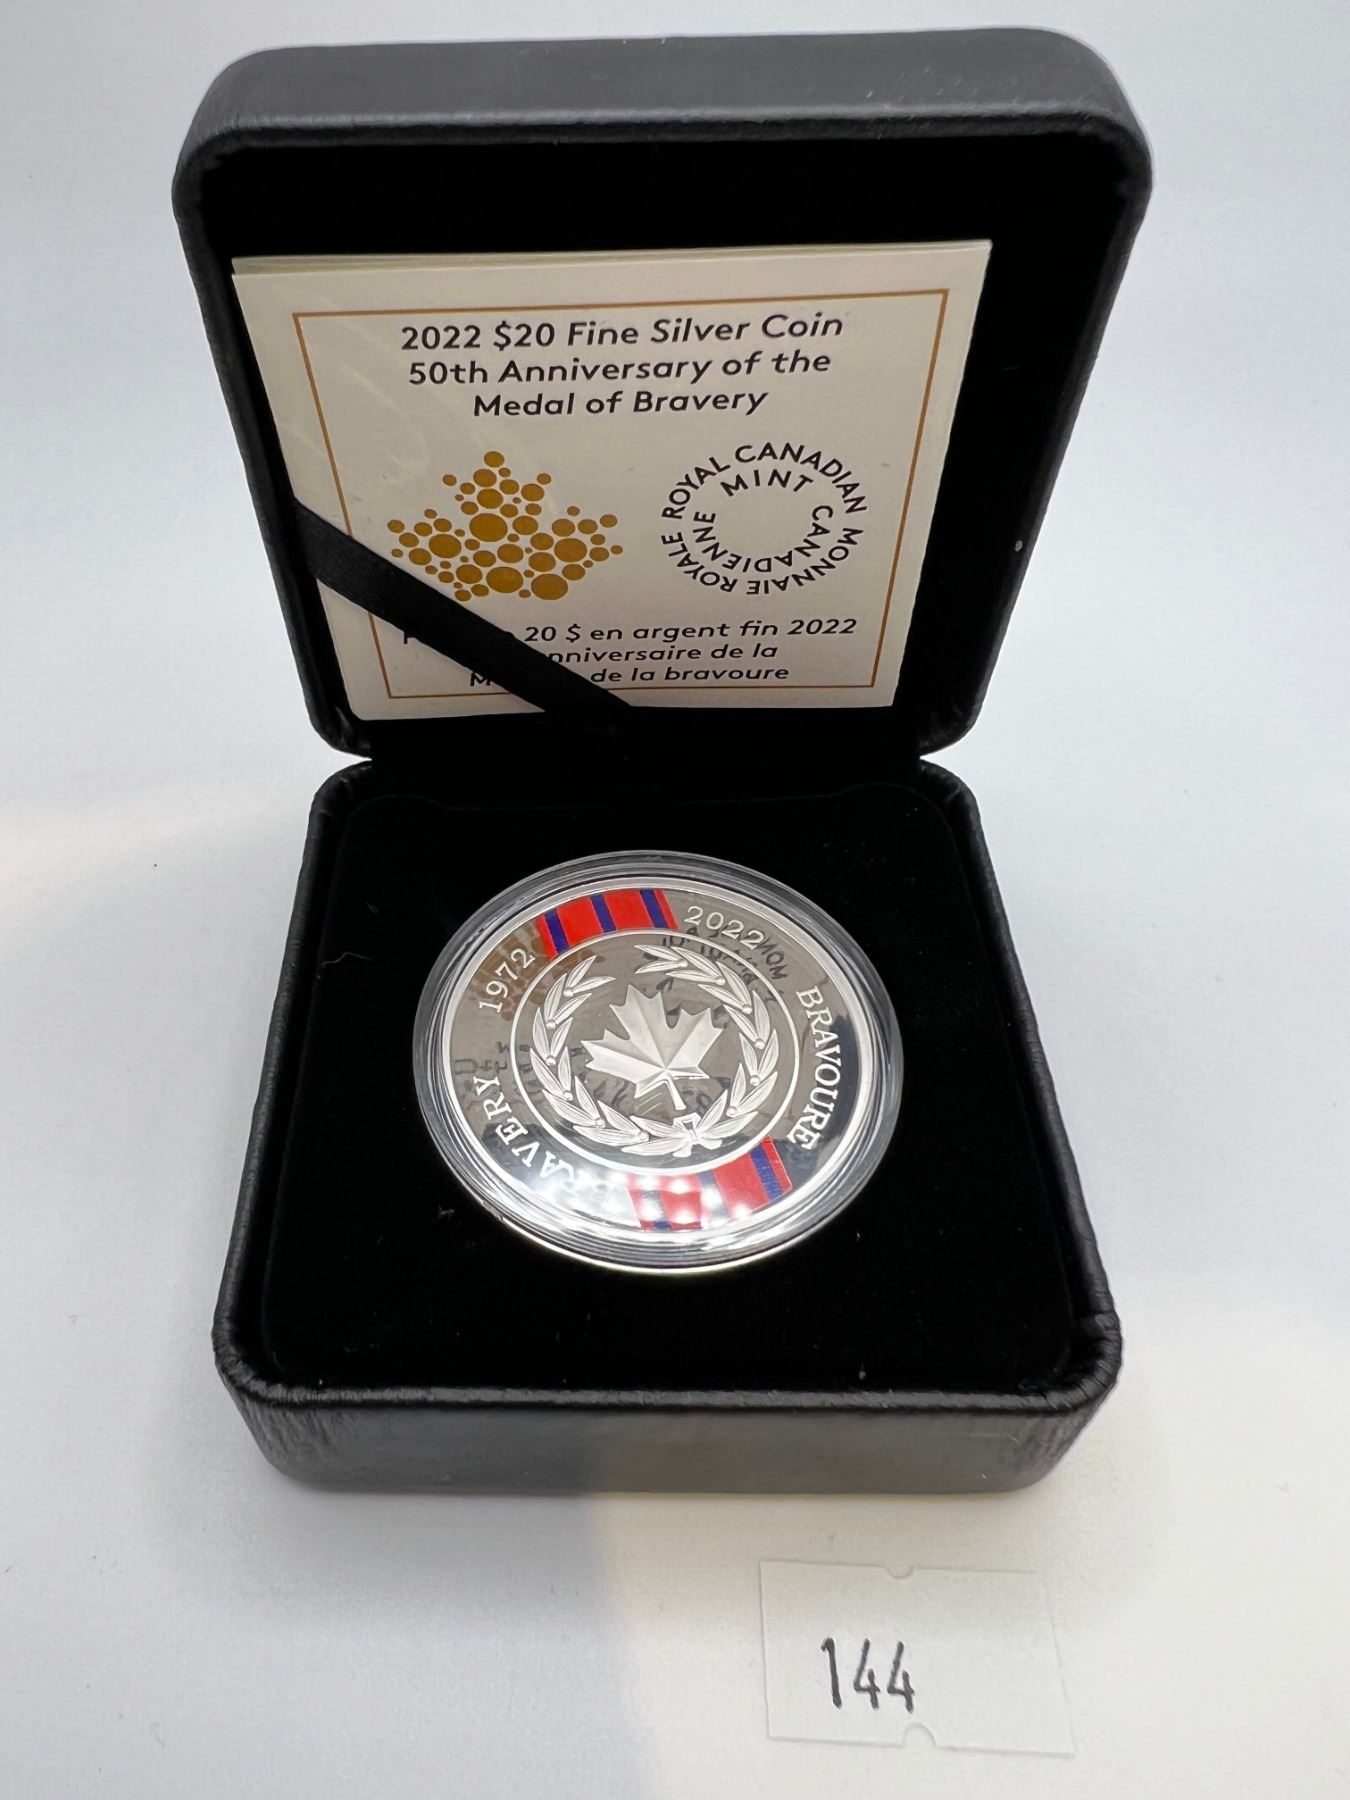 2022 $20 Fine Silver Coin
50th Anniversary of the
Medal of Bravery
ROYAL CANADIAN MINT
MONNAIE ROYALE CANADIENNE
20 $ en argent fin 2022
de la
de la bravoure
1972 2022
BRAVERY BRAVOURE
144